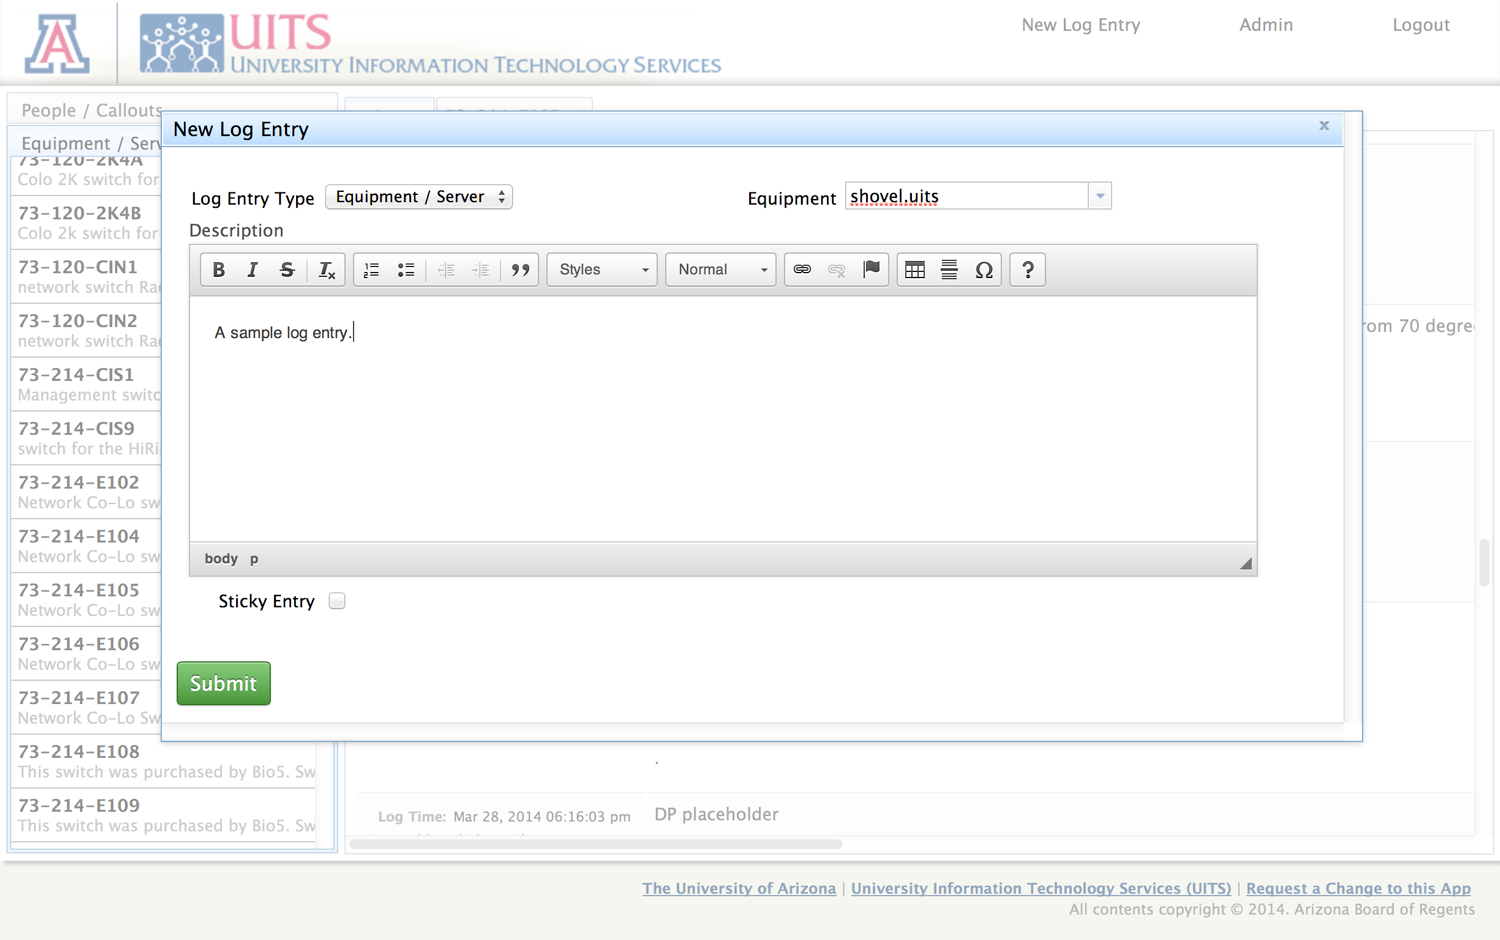 UITS
UNIVERSITY INFORMATION TECHNOLOGY SERVICES
New Log Entry
Admin
Logout
People / Callouts
Equipment / Serv
New Log Entry
x
Log Entry Type
Equipment / Server
Equipment
shovel.uits
Description
B I S Tx
Styles
Normal
Ω
?
A sample log entry.
body p
Sticky Entry
Submit
73-120-2K4A
Colo 2K switch for
73-120-2K4B
Colo 2k switch for
73-120-CIN1
network switch Ra
73-120-CIN2
network switch Ra
73-214-CIS1
Management switc
73-214-CIS9
switch for the HiRi
73-214-E102
Network Co-Lo sw
73-214-E104
Network Co-Lo sw
73-214-E105
Network Co-Lo sw
73-214-E106
Network Co-Lo sw
73-214-E107
Network Co-Lo Sw
73-214-E108
This switch was purchased by Bio5. Sw
73-214-E109
This switch was purchased by Bio5. Sw
rom 70 degre
.
Log Time: Mar 28, 2014 06:16:03 pm
DP placeholder
The University of Arizona | University Information Technology Services (UITS) | Request a Change to this App
All contents copyright © 2014. Arizona Board of Regents